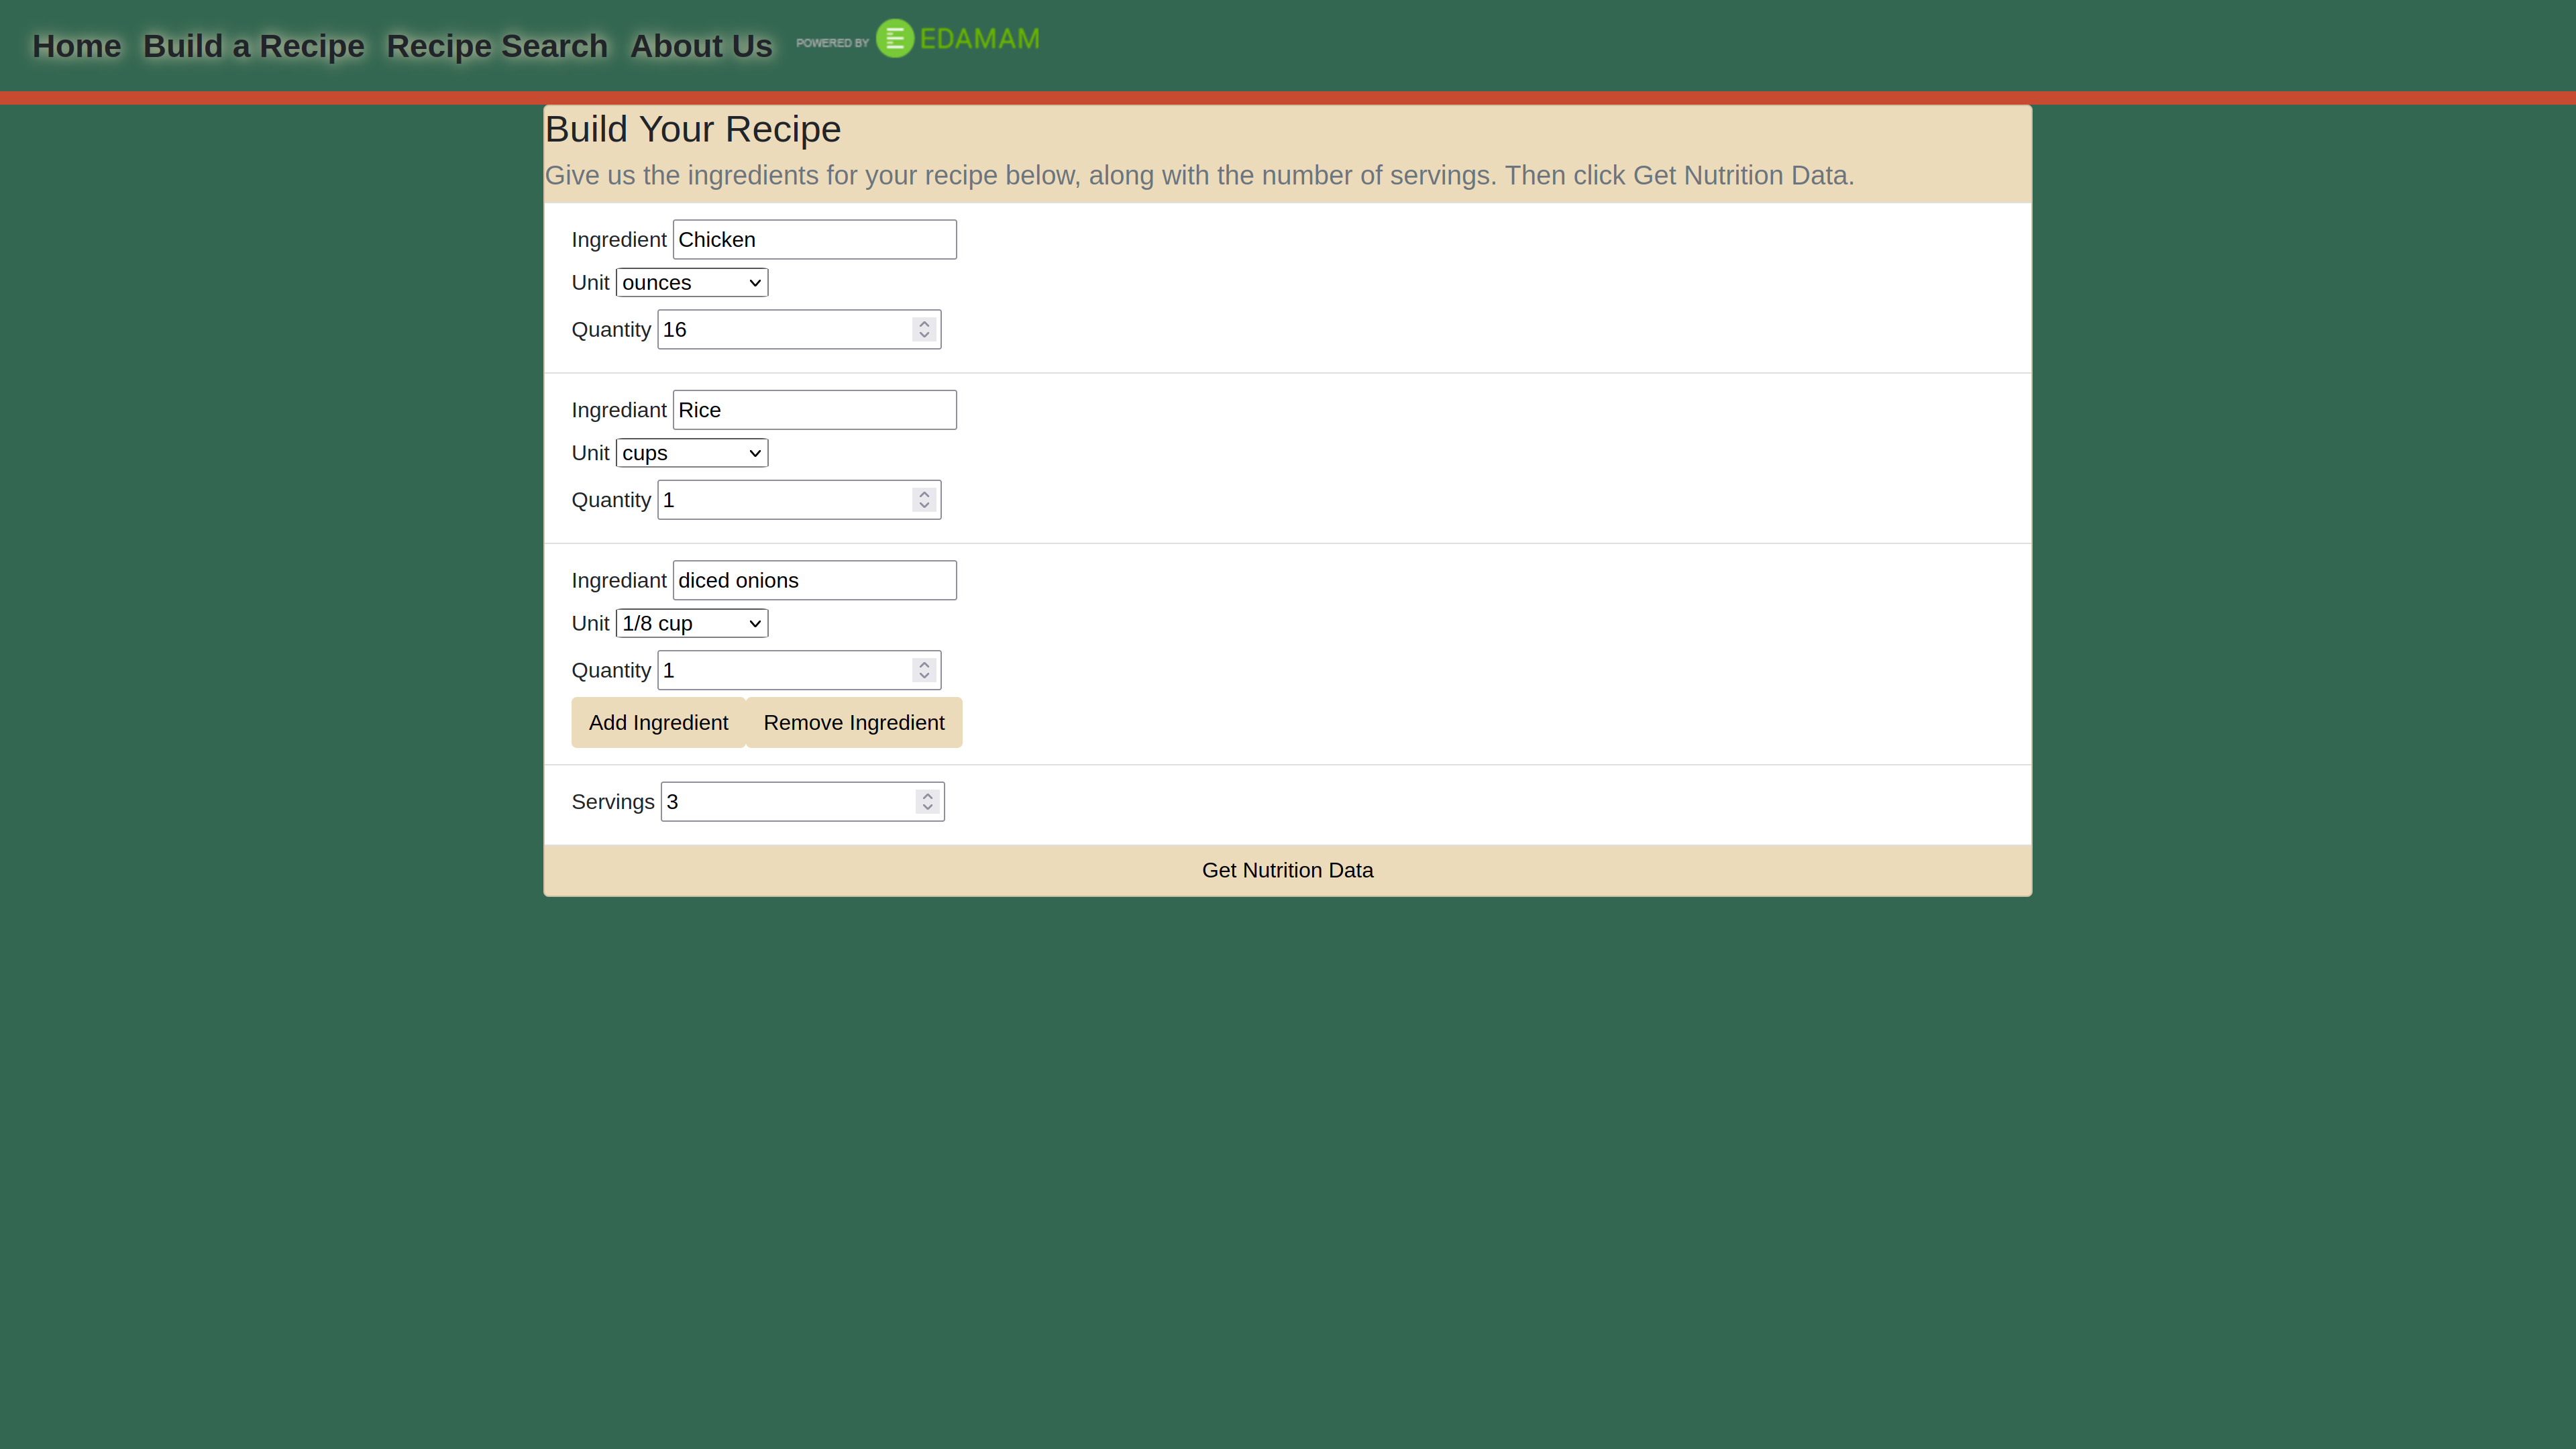 Home Build a Recipe Recipe Search About Us POWERED BY EDAMAM
Build Your Recipe
Give us the ingredients for your recipe below, along with the number of servings. Then click Get Nutrition Data.
Ingredient Chicken
Unit ounces
Quantity 16
Ingrediant Rice
Unit cups
Quantity 1
Ingrediant diced onions
Unit 1/8 cup
Quantity 1
Add Ingredient Remove Ingredient
Servings 3
Get Nutrition Data